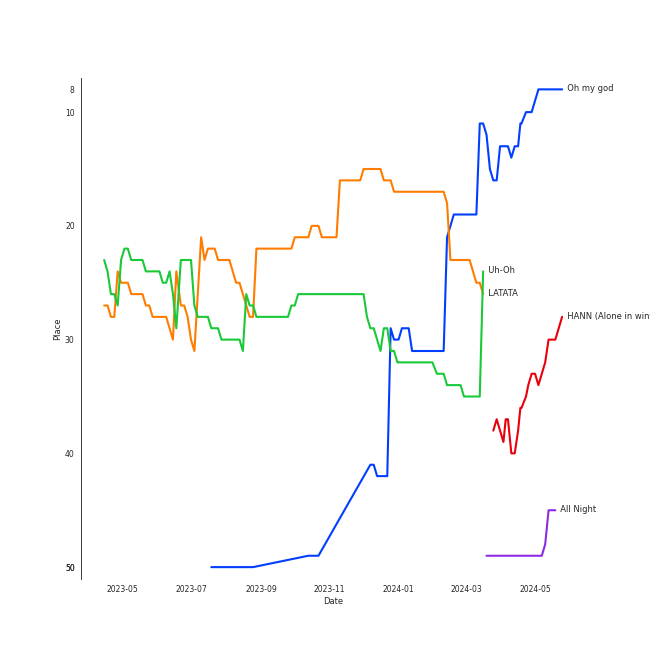 8
Oh my god
10
20
Uh-Oh
LATATA
HANN (Alone in win
Place
30
40
All Night
50
2023-05 2023-07 2023-09 2023-11 2024-01 2024-03 2024-05
Date